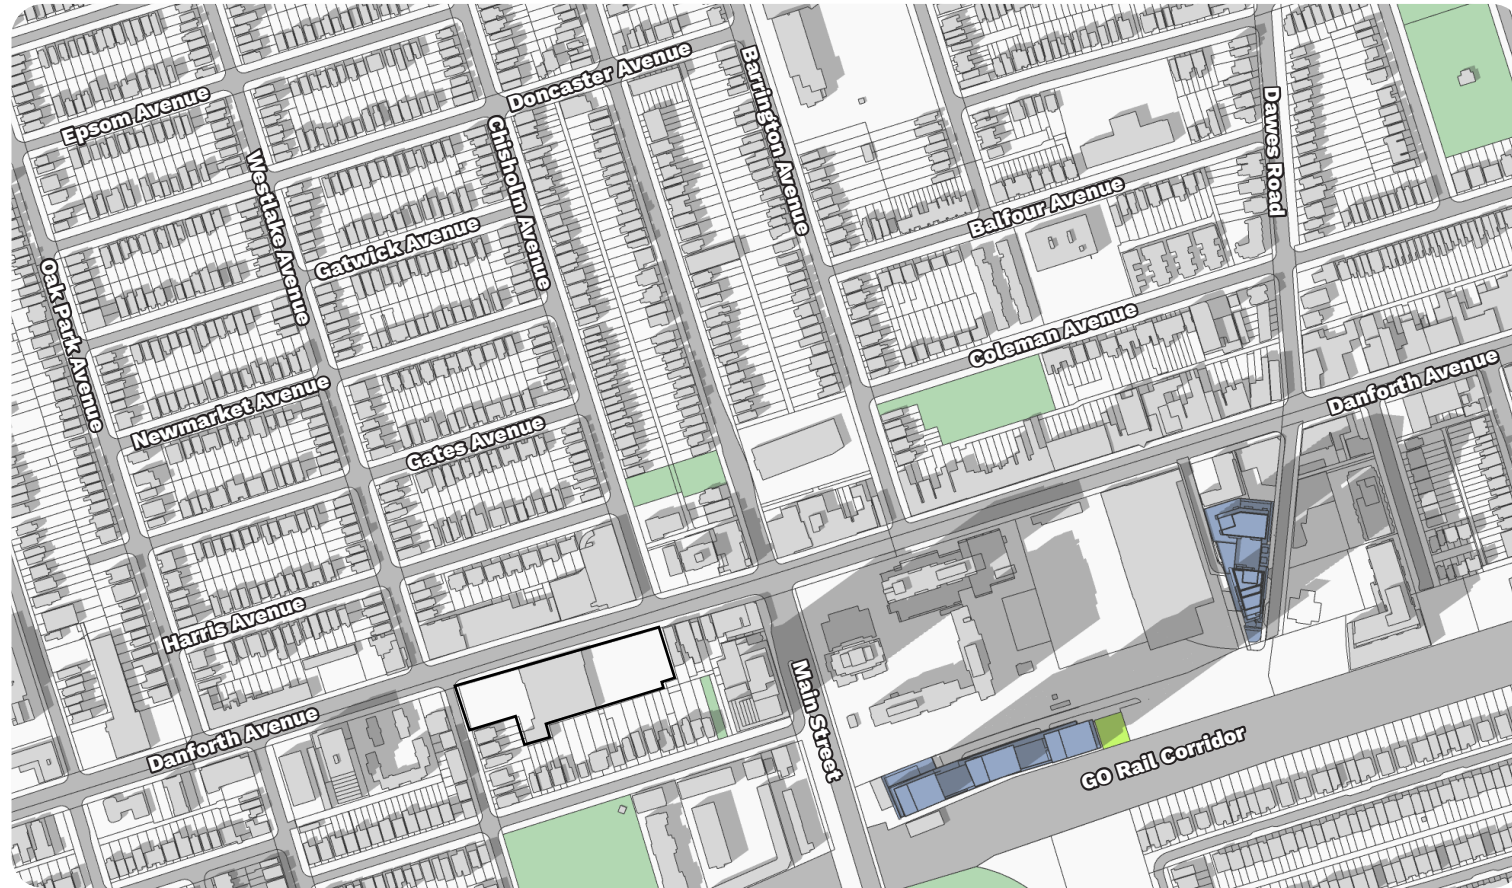 Epsom Avenue
Doncaster Avenue
Barrington Avenue
Dawes Road
Chisholm Avenue
Westlake Avenue
Balfour Avenue
Gatwick Avenue
Oak Park Avenue
Coleman Avenue
Newmarket Avenue
Danforth Avenue
Gates Avenue
Harris Avenue
Main Street
Danforth Avenue
GO Rail Corridor